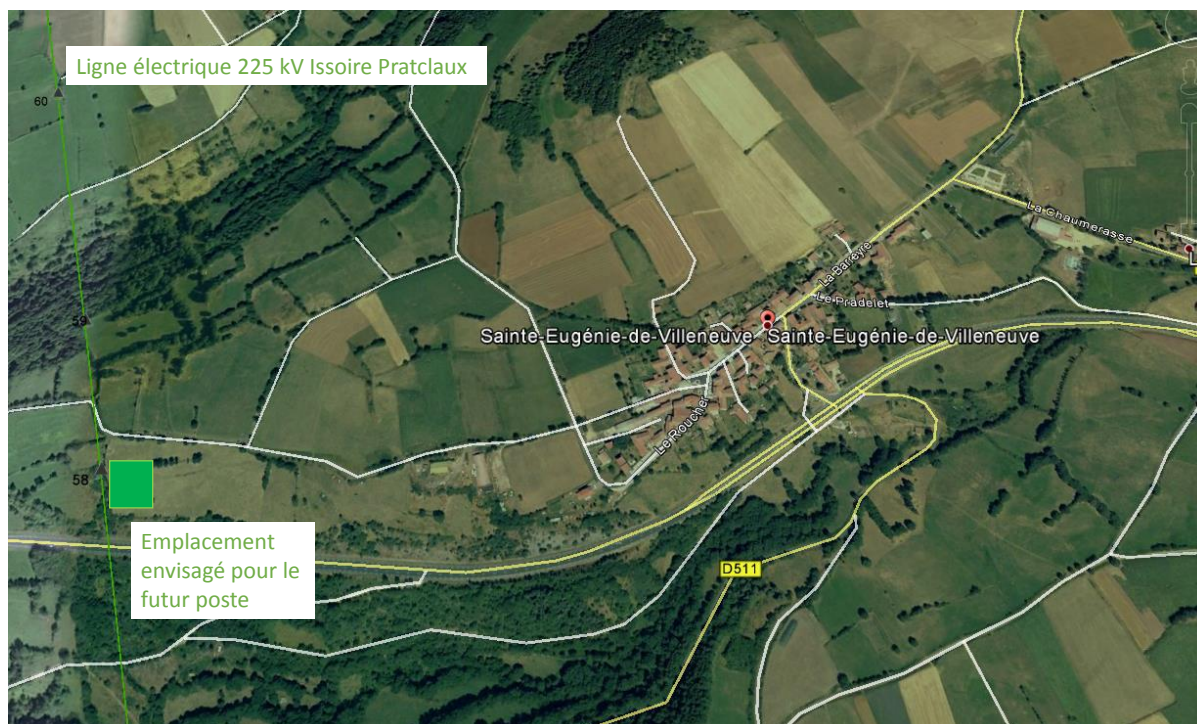 Ligne électrique 225 kV Issoire Pratclaux
60
La Chaumerasse
L
La Barreyre
Le Pradelet
59
Sainte-Eugénie-de-Villeneuve Sainte-Eugénie-de-Villeneuve
Le Roucher
58
Emplacement
envisagé pour le
futur poste
D511